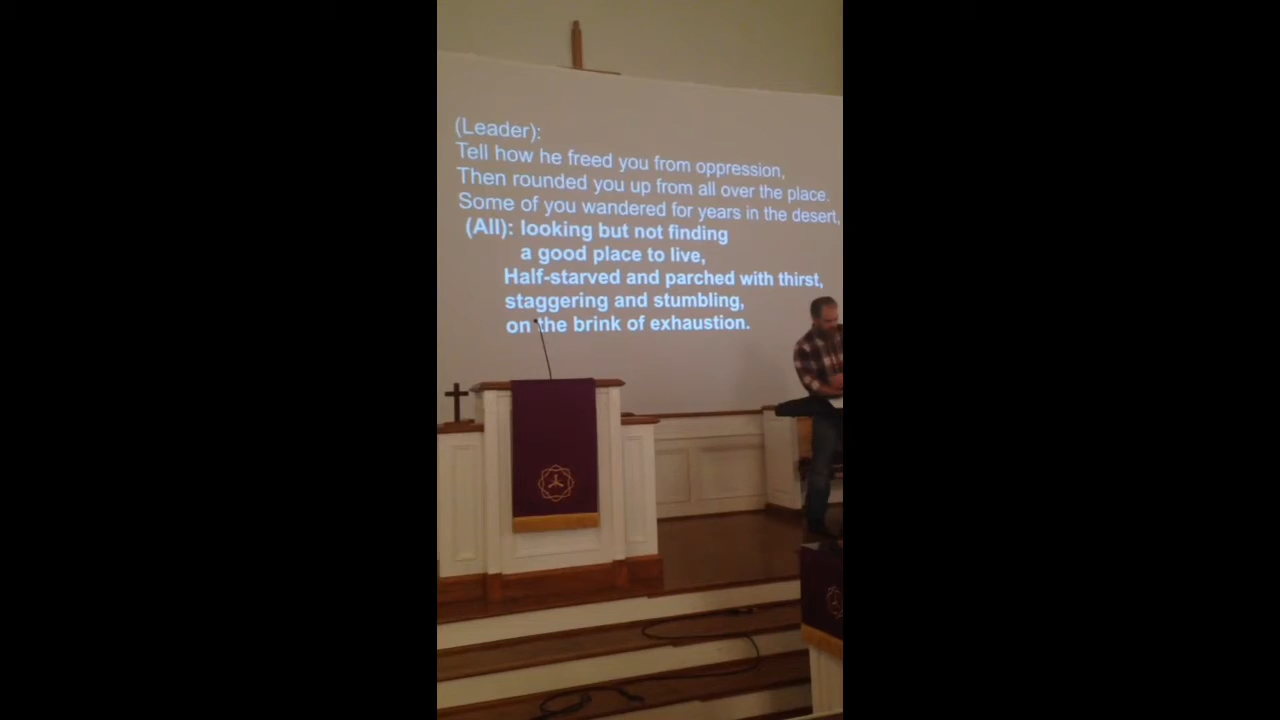 (Leader):
Tell how he freed you from oppression,
Then rounded you up from all over the place.
Some of you wandered for years in the desert,
(All): looking but not finding
a good place to live,
Half-starved and parched with thirst,
staggering and stumbling,
on the brink of exhaustion.